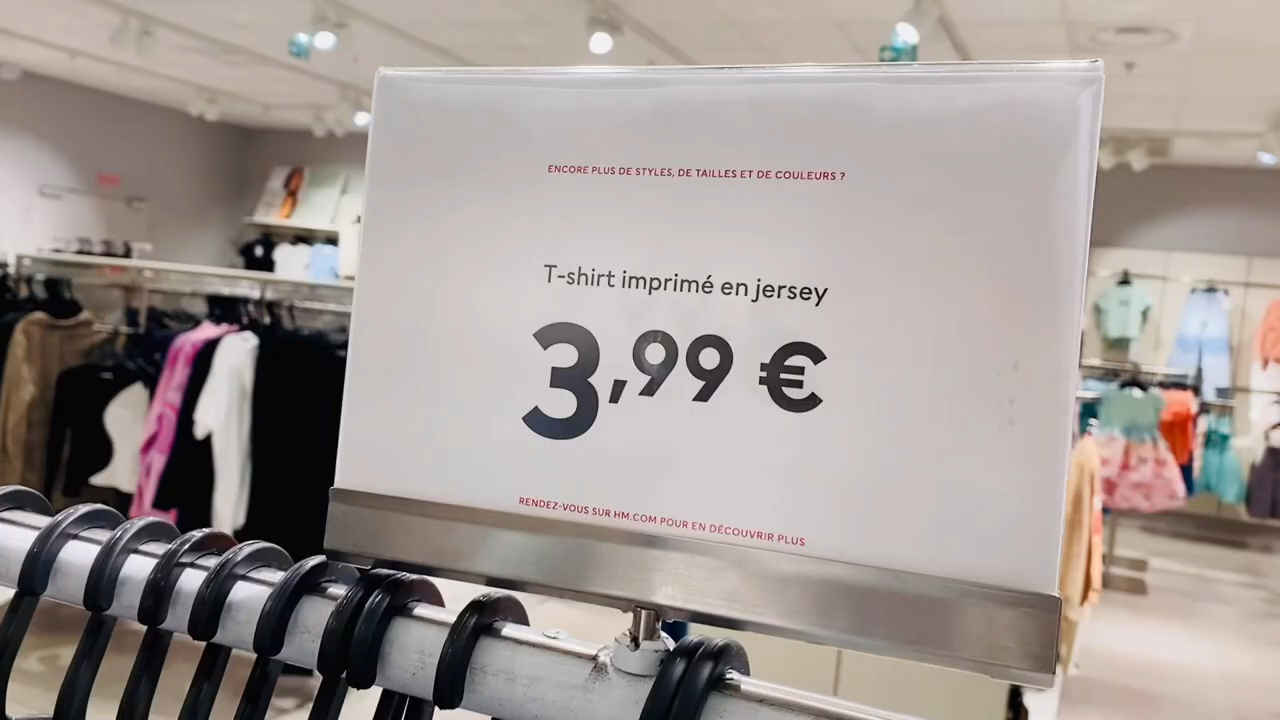 ENCORE PLUS DE STYLES, DE TAILLES ET DE COULEURS ?
T-shirt imprimé en jersey
3,99 €
RENDEZ-VOUS SUR HM.COM POUR EN DÉCOUVRIR PLUS